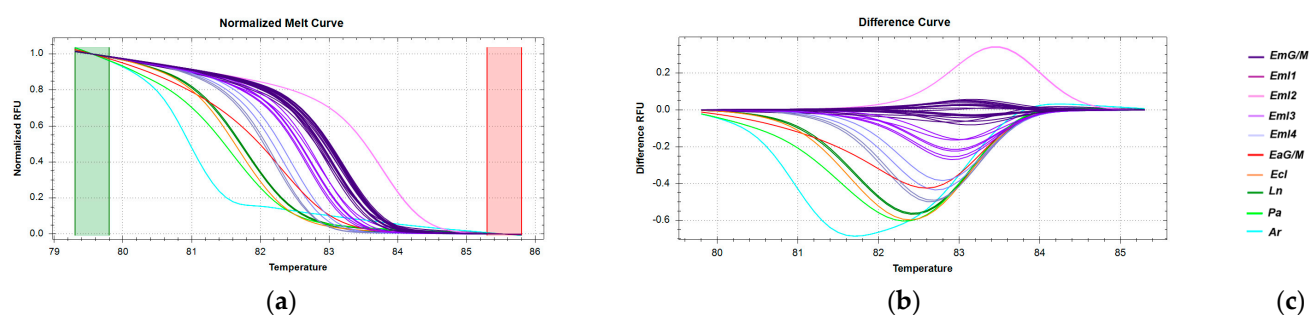 Normalized Melt Curve
Normalized RFU
1.0
0.8
0.6
0.4
0.2
0.0
79
80
81
82
83
84
85
86
Temperature
(a)
Difference Curve
Difference RFU
0.2
0.0
-0.2
-0.4
-0.6
80
81
82
83
84
85
Temperature
(b)
EmG/M
EmI1
EmI2
EmI3
EmI4
EaG/M
EcI
Ln
Pa
Ar
(c)